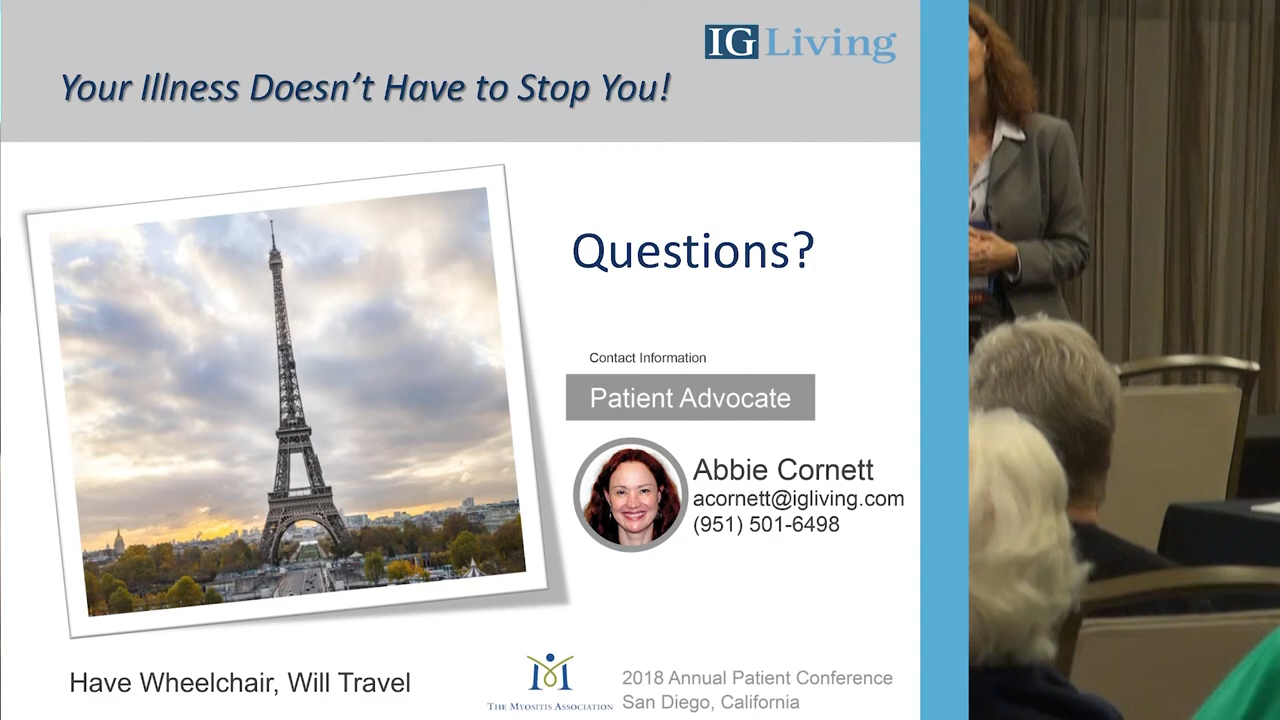 IG Living
Your Illness Doesn't Have to Stop You!
Questions?
Contact Information
Patient Advocate
Abbie Cornett
acornett@igliving.com
(951) 501-6498
Have Wheelchair, Will Travel
THE MYOSITIS ASSOCIATION
2018 Annual Patient Conference
San Diego, California